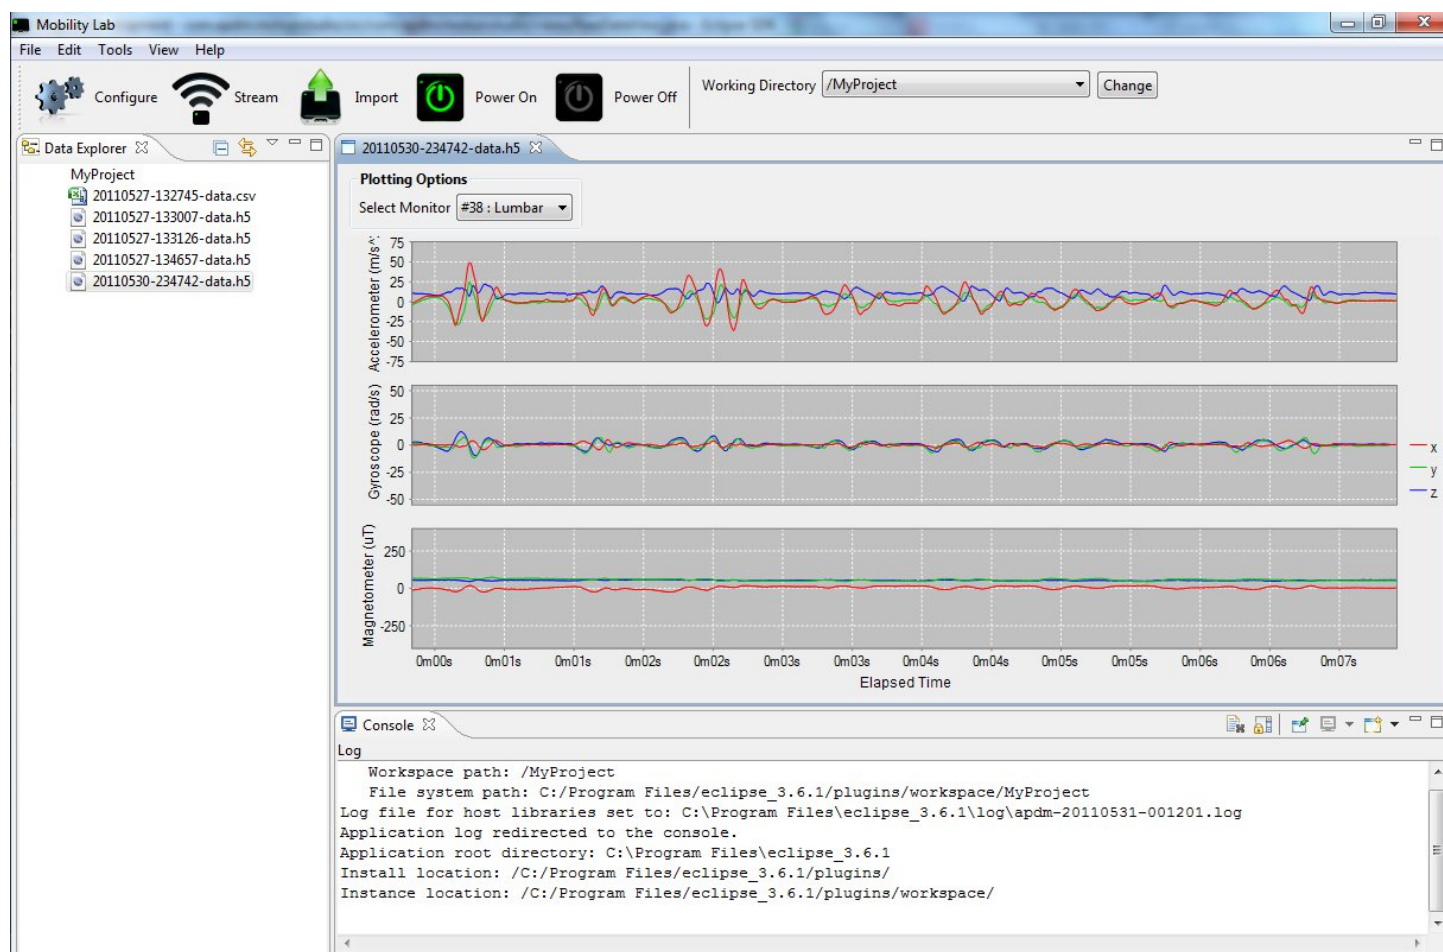 Mobility Lab
File Edit Tools View Help
Configure Stream Import Power On Power Off Working Directory /MyProject Change
Data Explorer
MyProject
20110527-132745-data.csv
20110527-133007-data.h5
20110527-133126-data.h5
20110527-134657-data.h5
20110530-234742-data.h5
20110530-234742-data.h5
Plotting Options
Select Monitor #38 : Lumbar
Accelerometer (m/s^
75
50
25
0
-25
-50
-75
Gyroscope (rad/s)
50
25
0
-25
-50
x
y
z
Magnetometer (uT)
250
0
-250
0m00s 0m01s 0m01s 0m02s 0m02s 0m03s 0m03s 0m04s 0m04s 0m05s 0m05s 0m06s 0m06s 0m07s
Elapsed Time
Console
Log
Workspace path: /MyProject
File system path: C:/Program Files/eclipse_3.6.1/plugins/workspace/MyProject
Log file for host libraries set to: C:\Program Files\eclipse_3.6.1\log\apdm-20110531-001201.log
Application log redirected to the console.
Application root directory: C:\Program Files\eclipse_3.6.1
Install location: /C:/Program Files/eclipse_3.6.1/plugins/
Instance location: /C:/Program Files/eclipse_3.6.1/plugins/workspace/